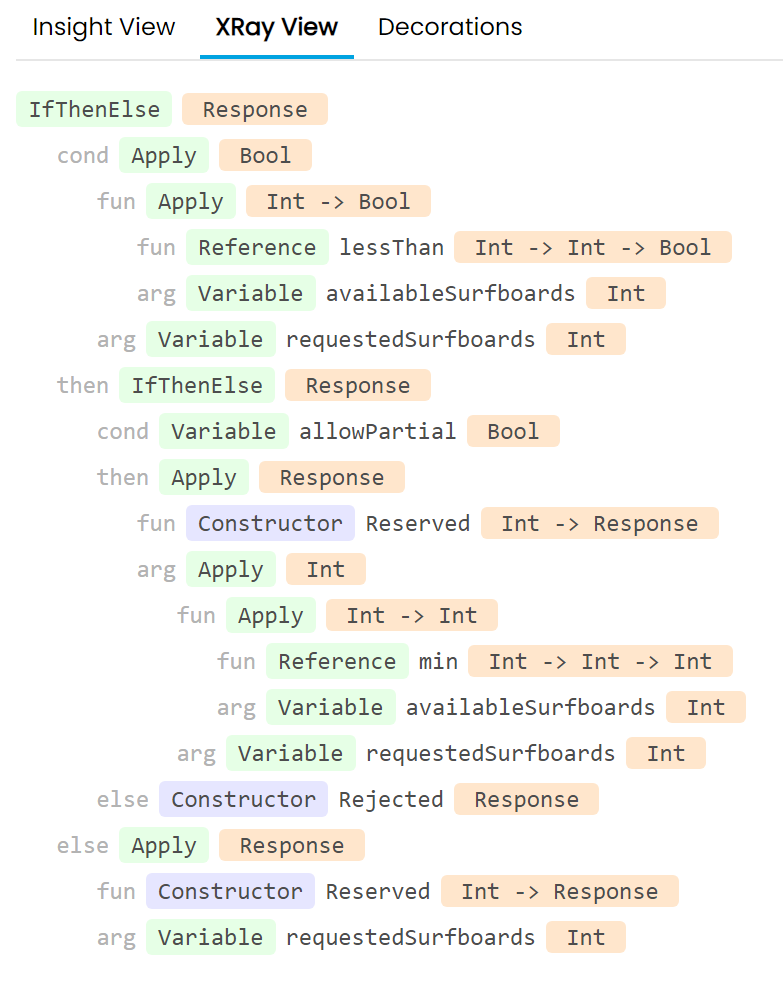 Insight View XRay View Decorations
IfThenElse Response
cond Apply Bool
fun Apply Int -> Bool
fun Reference lessThan Int -> Int -> Bool
arg Variable availableSurfboards Int
arg Variable requestedSurfboards Int
then IfThenElse Response
cond Variable allowPartial Bool
then Apply Response
fun Constructor Reserved Int -> Response
arg Apply Int
fun Apply Int -> Int
fun Reference min Int -> Int -> Int
arg Variable availableSurfboards Int
arg Variable requestedSurfboards Int
else Constructor Rejected Response
else Apply Response
fun Constructor Reserved Int -> Response
arg Variable requestedSurfboards Int